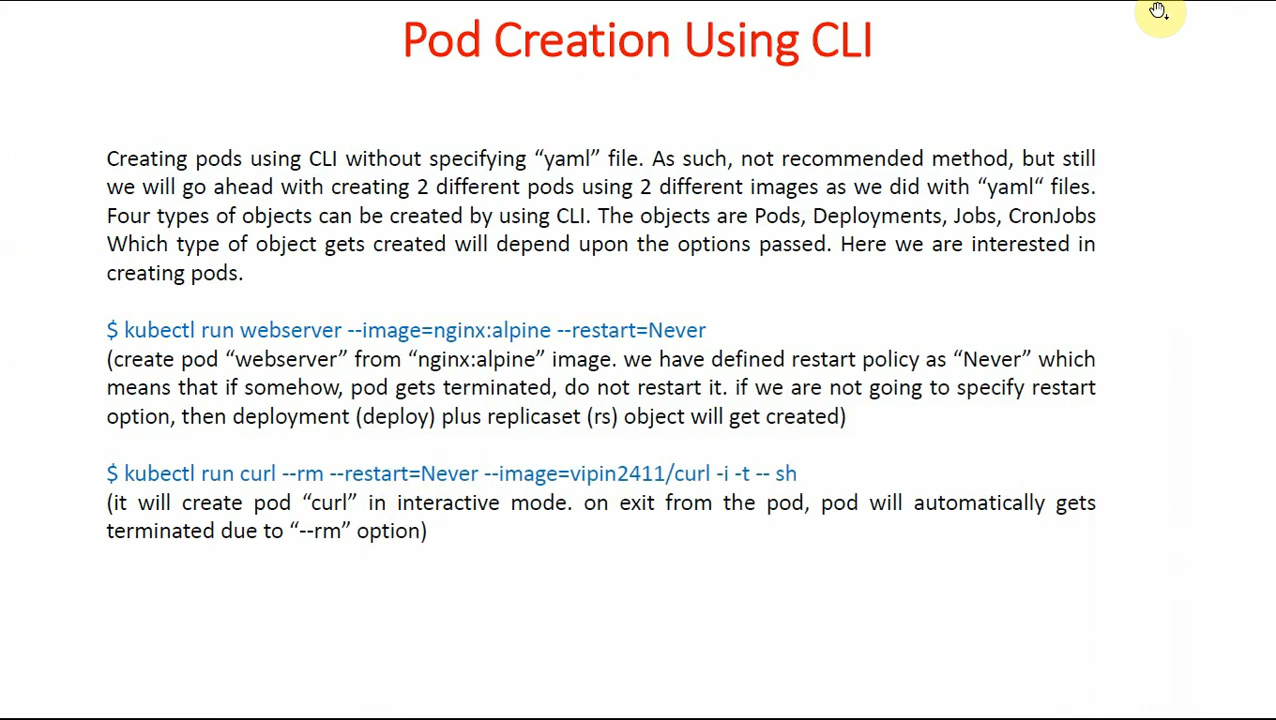 Pod Creation Using CLI
Creating pods using CLI without specifying “yaml” file. As such, not recommended method, but still
we will go ahead with creating 2 different pods using 2 different images as we did with “yaml“ files.
Four types of objects can be created by using CLI. The objects are Pods, Deployments, Jobs, CronJobs
Which type of object gets created will depend upon the options passed. Here we are interested in
creating pods.
$ kubectl run webserver --image=nginx:alpine --restart=Never
(create pod “webserver” from “nginx:alpine” image. we have defined restart policy as “Never” which
means that if somehow, pod gets terminated, do not restart it. if we are not going to specify restart
option, then deployment (deploy) plus replicaset (rs) object will get created)
$ kubectl run curl --rm --restart=Never --image=vipin2411/curl -i -t -- sh
(it will create pod “curl” in interactive mode. on exit from the pod, pod will automatically gets
terminated due to “--rm” option)